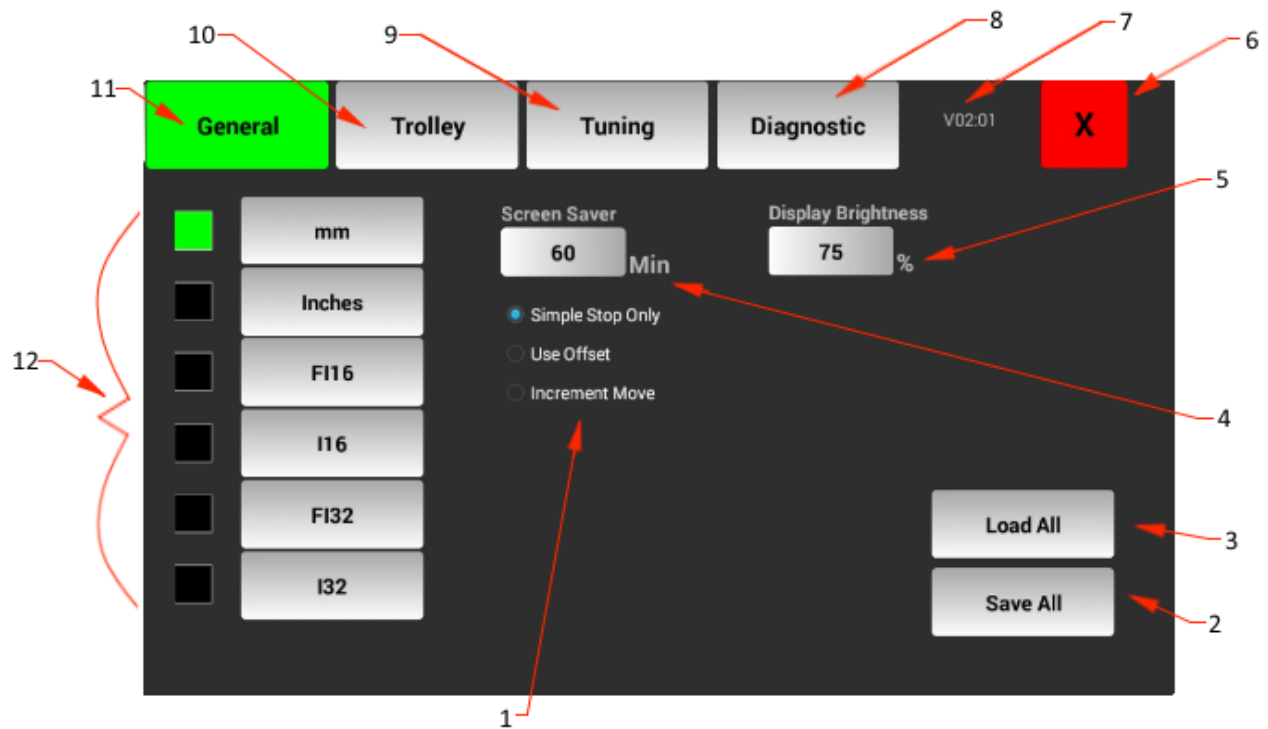 10
9
8
7
6
11
General
Trolley
Tuning
Diagnostic
V02:01
X
5
Screen Saver
Display Brightness
mm
60
Min
75
%
Inches
Simple Stop Only
Use Offset
12
FI16
Increment Move
4
I16
FI32
Load All
3
I32
Save All
2
1